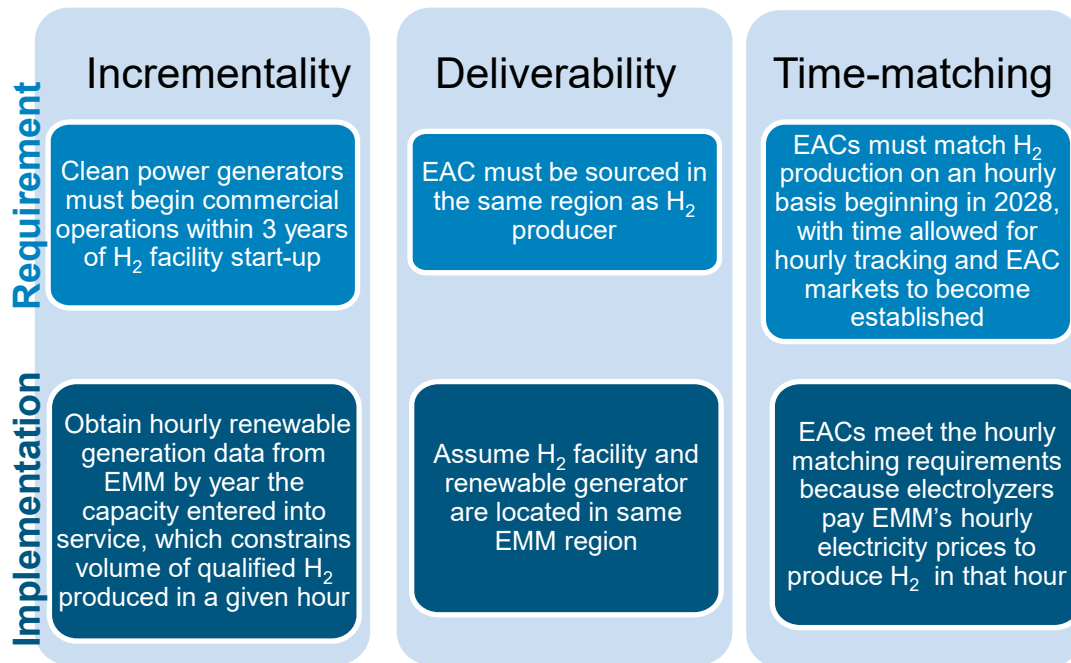 Incrementality
Deliverability
Time-matching
Requirement
Clean power generators
must begin commercial
operations within 3 years
of H₂ facility start-up
EAC must be sourced in
the same region as H₂
producer
EACs must match H₂
production on an hourly
basis beginning in 2028,
with time allowed for
hourly tracking and EAC
markets to become
established
Implementation
Obtain hourly renewable
generation data from
EMM by year the
capacity entered into
service, which constrains
volume of qualified H₂
produced in a given hour
Assume H₂ facility and
renewable generator
are located in same
EMM region
EACs meet the hourly
matching requirements
because electrolyzers
pay EMM’s hourly
electricity prices to
produce H₂ in that hour